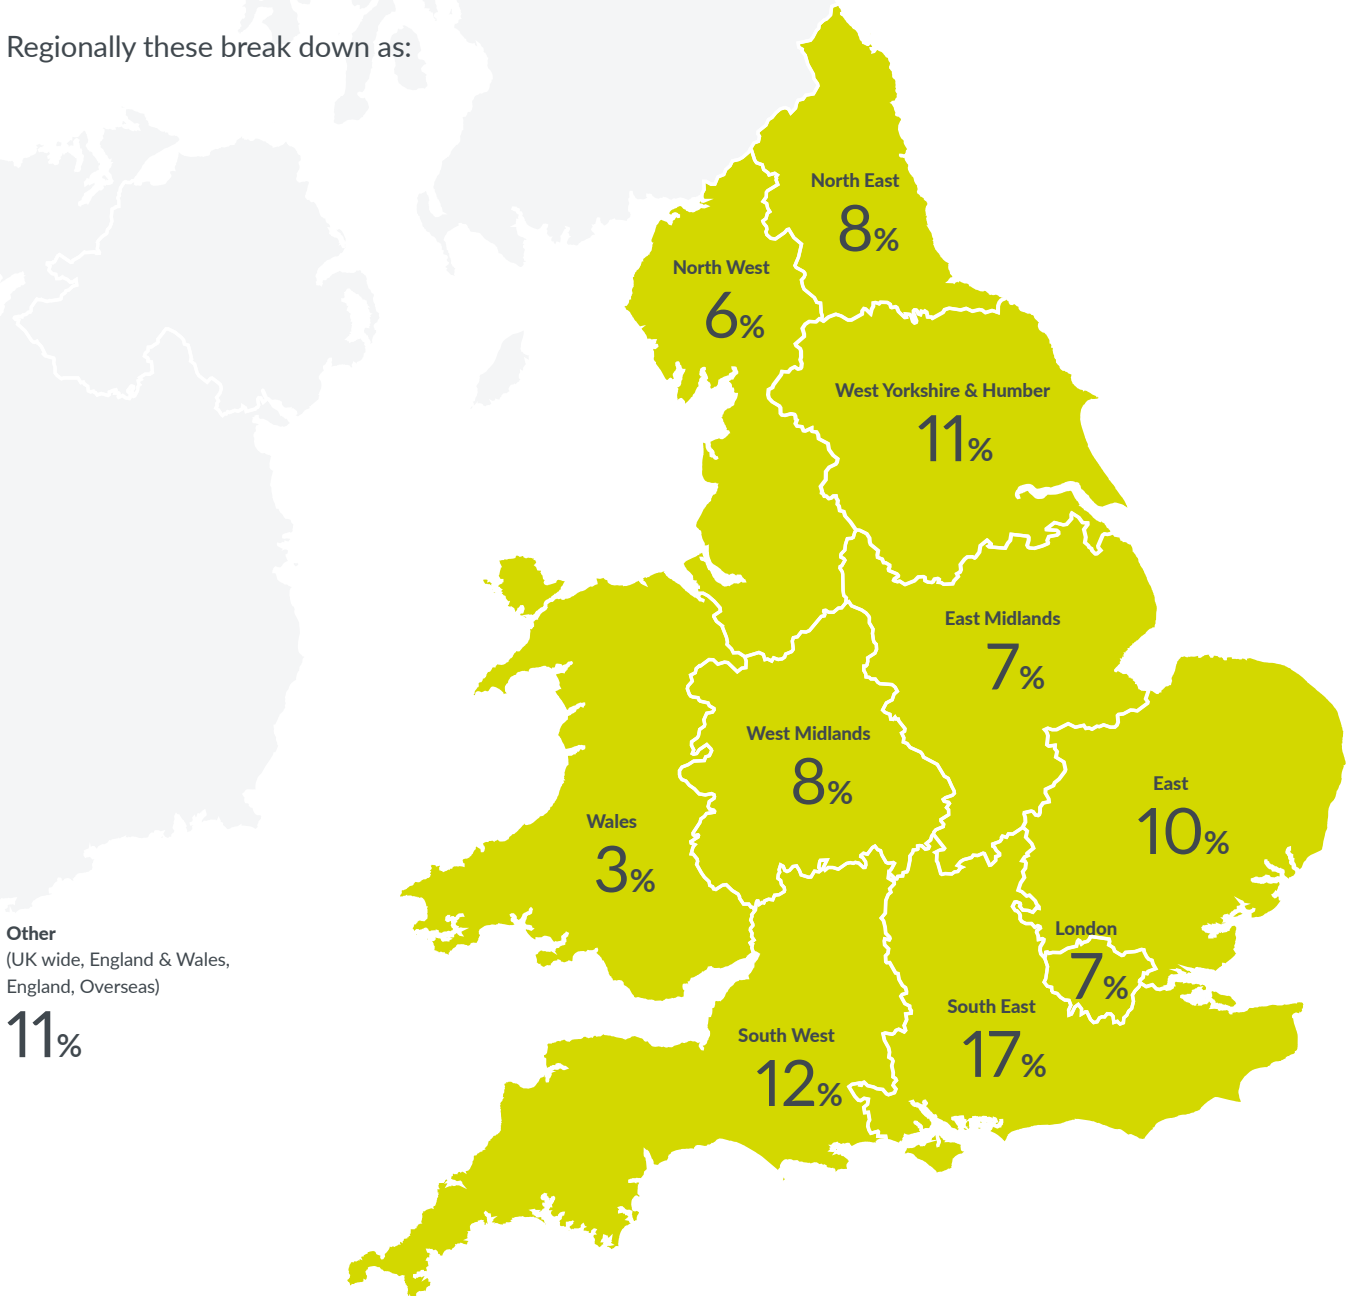 Regionally these break down as:
North East
8%
North West
6%
West Yorkshire & Humber
11%
East Midlands
7%
West Midlands
8%
East
10%
Wales
3%
London
7%
South East
17%
South West
12%
Other
(UK wide, England & Wales,
England, Overseas)
11%